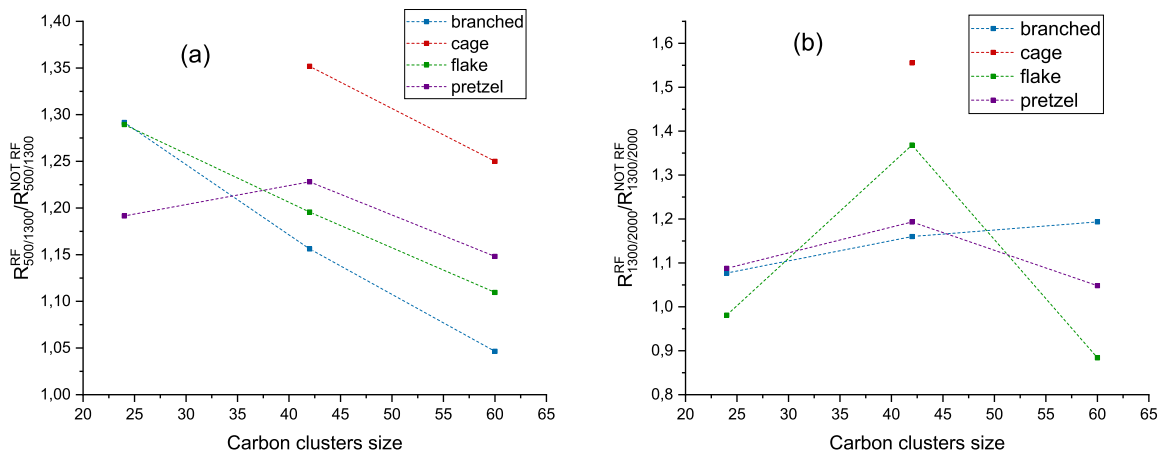 (a)
branched
cage
flake
pretzel
1,40
1,35
1,30
1,25
1,20
1,15
1,10
1,05
1,00
20 25 30 35 40 45 50 55 60 65
Carbon clusters size
R^RF_500/1300/R^NOT RF_500/1300
(b)
branched
cage
flake
pretzel
1,6
1,5
1,4
1,3
1,2
1,1
1,0
0,9
0,8
20 25 30 35 40 45 50 55 60 65
Carbon clusters size
R^RF_1300/2000/R^NOT RF_1300/2000